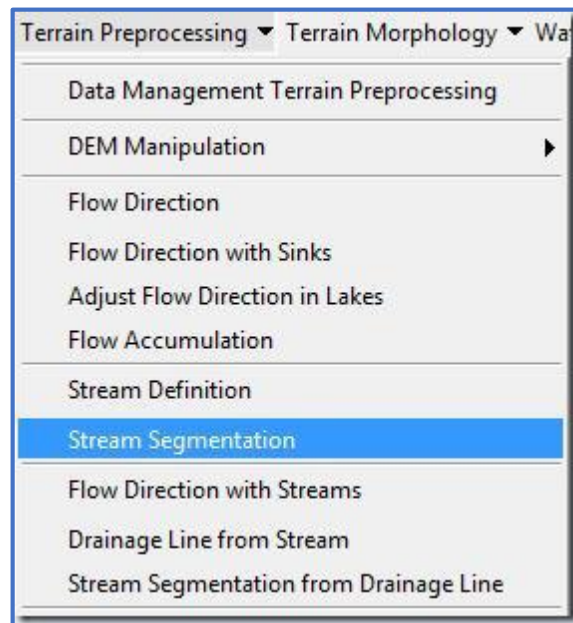 Terrain Preprocessing Terrain Morphology
Data Management Terrain Preprocessing
DEM Manipulation
Flow Direction
Flow Direction with Sinks
Adjust Flow Direction in Lakes
Flow Accumulation
Stream Definition
Stream Segmentation
Flow Direction with Streams
Drainage Line from Stream
Stream Segmentation from Drainage Line